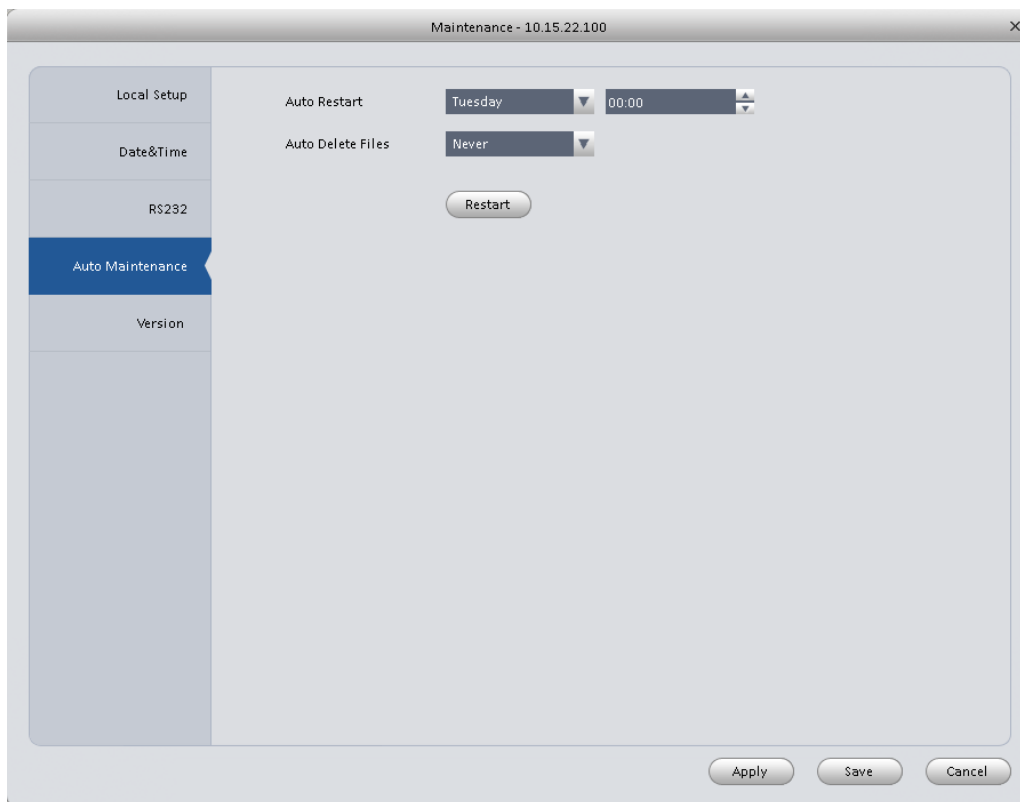 Maintenance - 10.15.22.100
Local Setup
Date&Time
RS232
Auto Maintenance
Version
Auto Restart Tuesday 00:00
Auto Delete Files Never
Restart
Apply Save Cancel